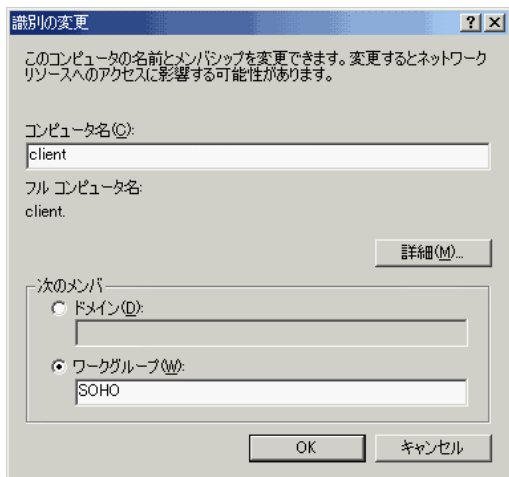 識別の変更
このコンピュータの名前とメンバシップを変更できます。変更するとネットワーク
リソースへのアクセスに影響する可能性があります。
コンピュータ名(C):
client
フル コンピュータ名:
client.
詳細(M)...
次のメンバ
ドメイン(D):
ワークグループ(W):
SOHO
OK
キャンセル